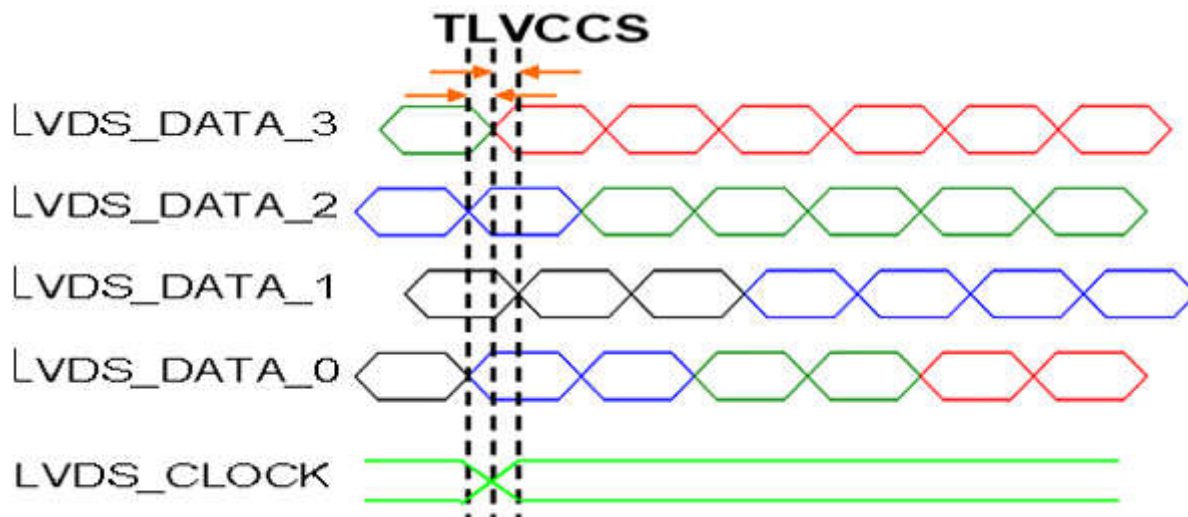 TLVCCS
LVDS_DATA_3
LVDS_DATA_2
LVDS_DATA_1
LVDS_DATA_0
LVDS_CLOCK